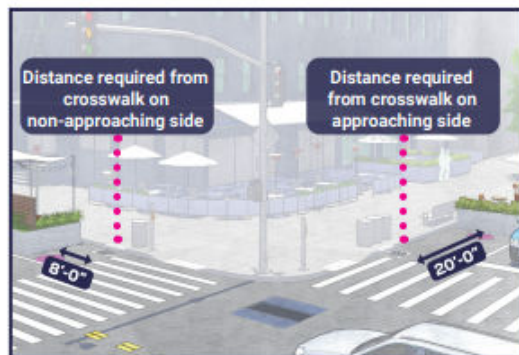 Distance required from
crosswalk on
non-approaching side
Distance required
from crosswalk on
approaching side
8'-0"
20'-0"